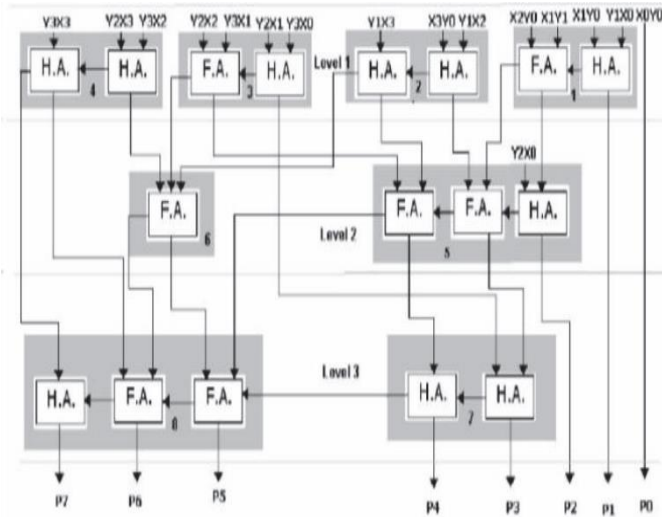 Y3X3 Y2X3 Y3X2 Y2X2 Y3X1 Y2X1 Y3X0 Y1X3 X3Y0 Y1X2 X2Y0 X1Y1 X1Y0 Y1X0 X0Y0
H.A. H.A. F.A. H.A. Level 1 H.A. H.A. F.A. H.A.
4 3 2 1
Y2X0
F.A. F.A. F.A. H.A.
6 Level 2 5
Level 3
H.A. F.A. F.A. H.A. H.A.
8 7
P7 P6 P5 P4 P3 P2 P1 P0